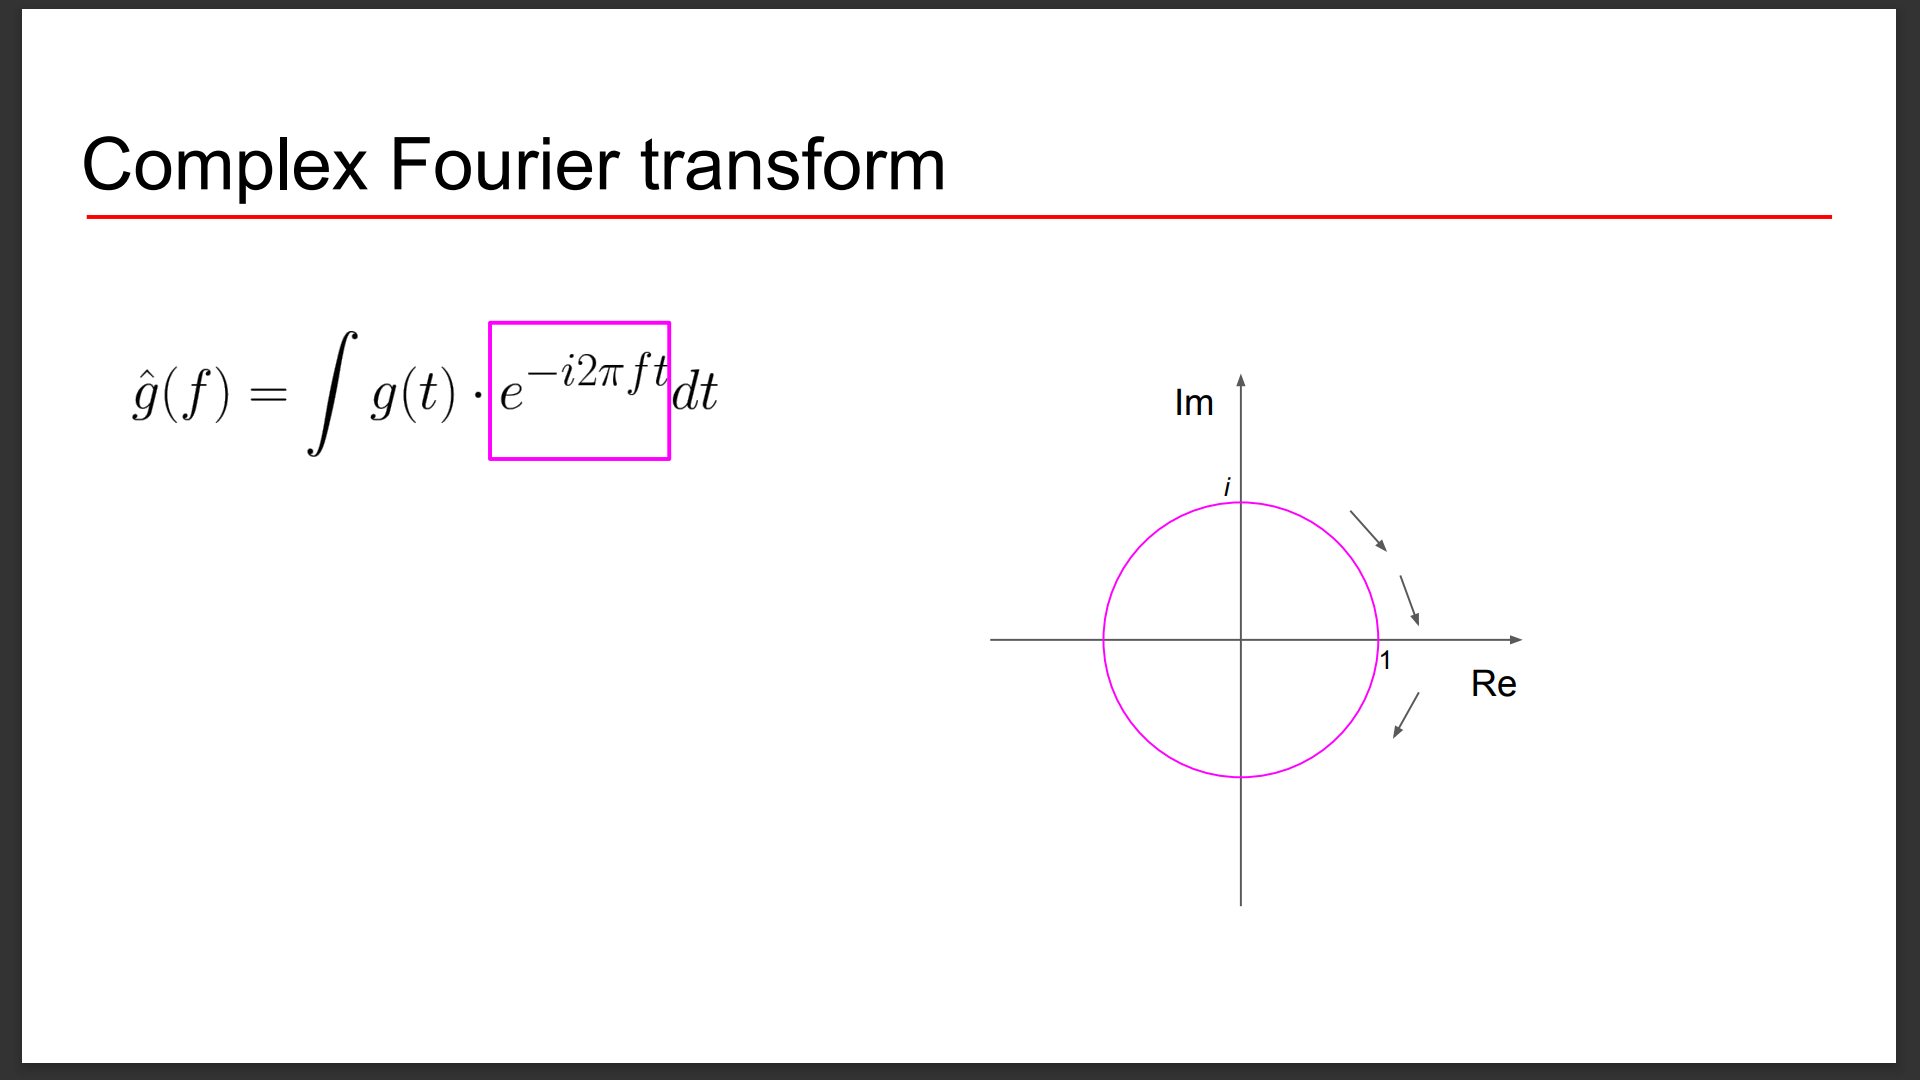 Complex Fourier transform
ĝ(f) = ∫ g(t) · e^{-i2πft} dt
Im
i
1
Re